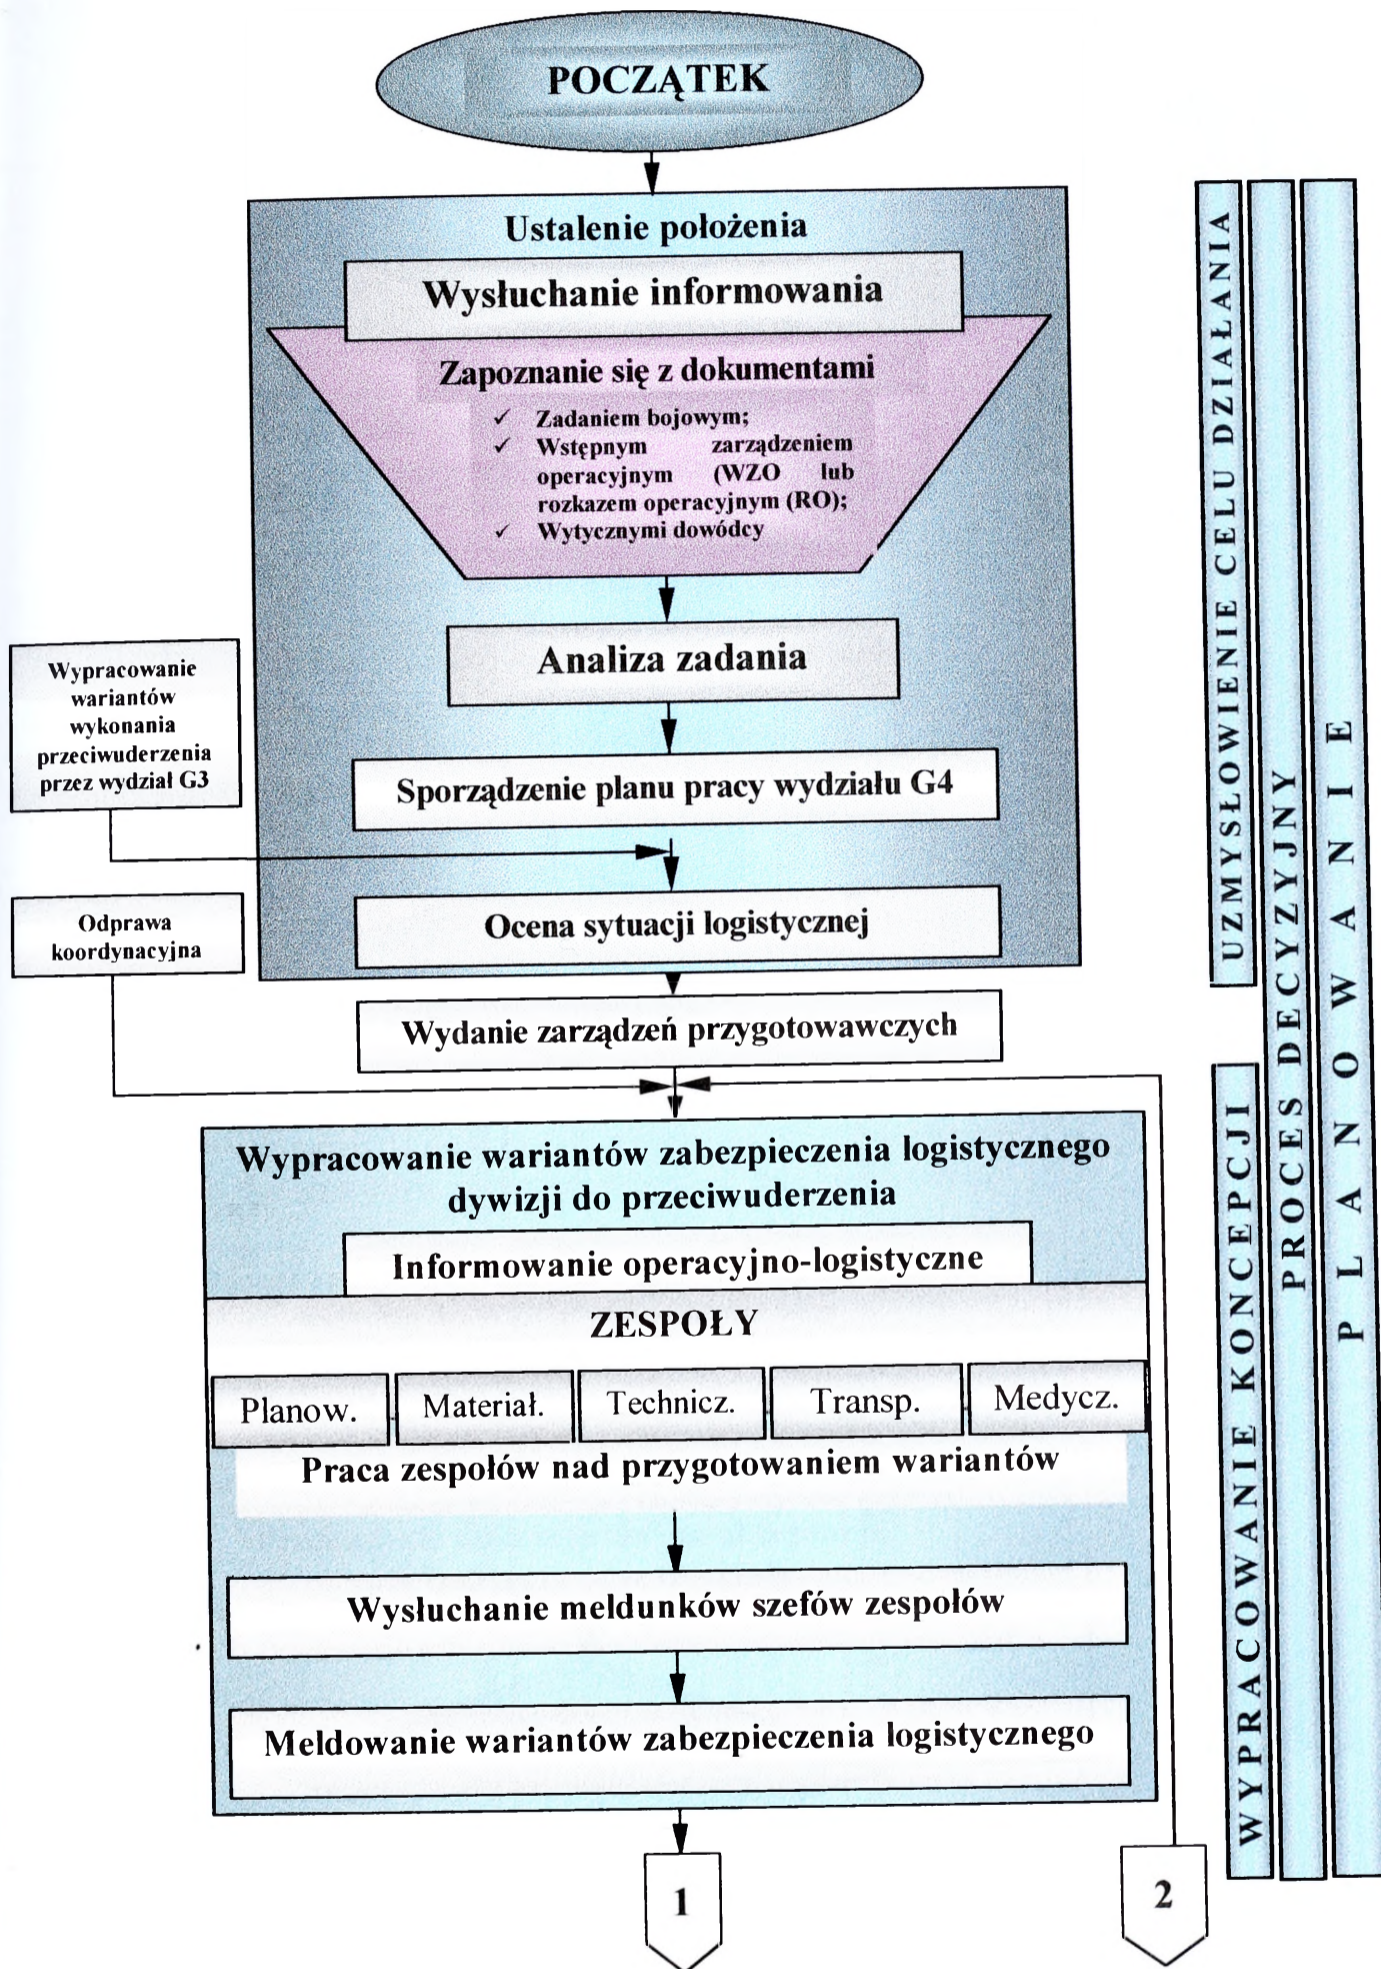 POCZĄTEK
Ustalenie położenia
Wysłuchanie informowania
Zapoznanie się z dokumentami
✓ Zadaniem bojowym;
✓ Wstępnym zarządzeniem
operacyjnym (WZO lub
rozkazem operacyjnym (RO);
✓ Wytycznymi dowódcy
Analiza zadania
Wypracowanie
wariantów
wykonania
przeciwuderzenia
przez wydział G3
Sporządzenie planu pracy wydziału G4
Odprawa
koordynacyjna
Ocena sytuacji logistycznej
Wydanie zarządzeń przygotowawczych
Wypracowanie wariantów zabezpieczenia logistycznego
dywizji do przeciwuderzenia
Informowanie operacyjno-logistyczne
ZESPOŁY
Planow. Materiał. Technicz. Transp. Medycz.
Praca zespołów nad przygotowaniem wariantów
Wysłuchanie meldunków szefów zespołów
Meldowanie wariantów zabezpieczenia logistycznego
1
2
UZMYSŁOWIENIE CELU DZIAŁANIA
WYPRACOWANIE KONCEPCJI
PROCES DECYZYJNY
PLANOWANIE